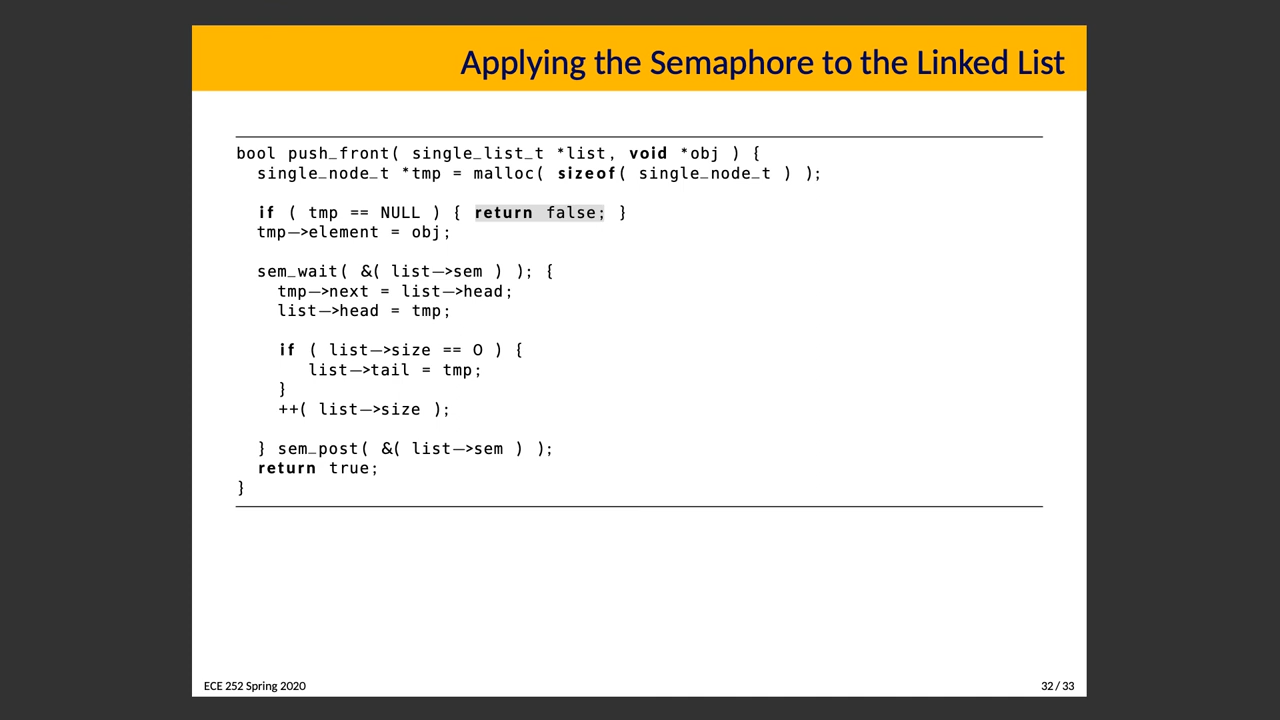 Applying the Semaphore to the Linked List
bool push_front( single_list_t *list, void *obj ) {
single_node_t *tmp = malloc( sizeof( single_node_t ) );
if ( tmp == NULL ) { return false; }
tmp—>element = obj;
sem_wait( &( list—>sem ) ); {
tmp—>next = list—>head;
list—>head = tmp;
if ( list—>size == 0 ) {
list—>tail = tmp;
}
++( list—>size );
} sem_post( &( list—>sem ) );
return true;
}
ECE 252 Spring 2020
32 / 33